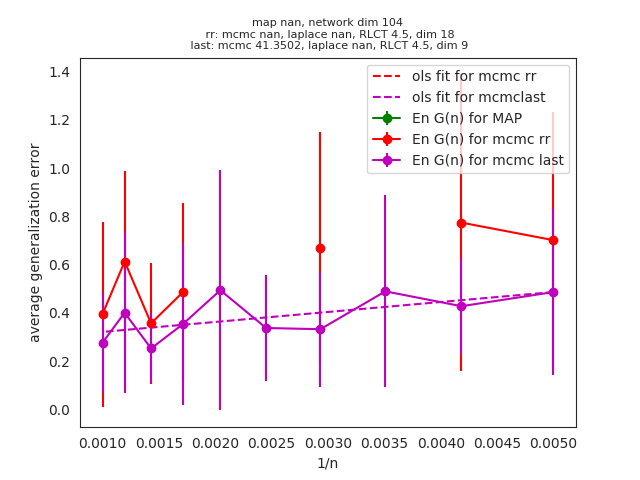 map nan, network dim 104
rr: mcmc nan, laplace nan, RLCT 4.5, dim 18
last: mcmc 41.3502, laplace nan, RLCT 4.5, dim 9
ols fit for mcmc rr
ols fit for mcmclast
En G(n) for MAP
En G(n) for mcmc rr
En G(n) for mcmc last
average generalization error
1.4
1.2
1.0
0.8
0.6
0.4
0.2
0.0
0.0010 0.0015 0.0020 0.0025 0.0030 0.0035 0.0040 0.0045 0.0050
1/n